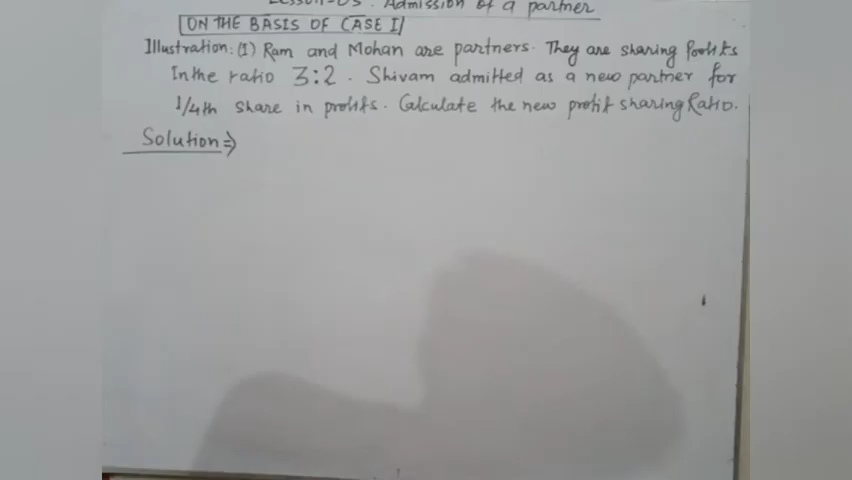 Lesson-03. Admission of a partner
ON THE BASIS OF CASE I
Illustration: (1) Ram and Mohan are partners. They are sharing Profits
In the ratio 3:2. Shivam admitted as a new partner for
1/4th share in profits. Calculate the new profit sharing Ratio.
Solution ⇒